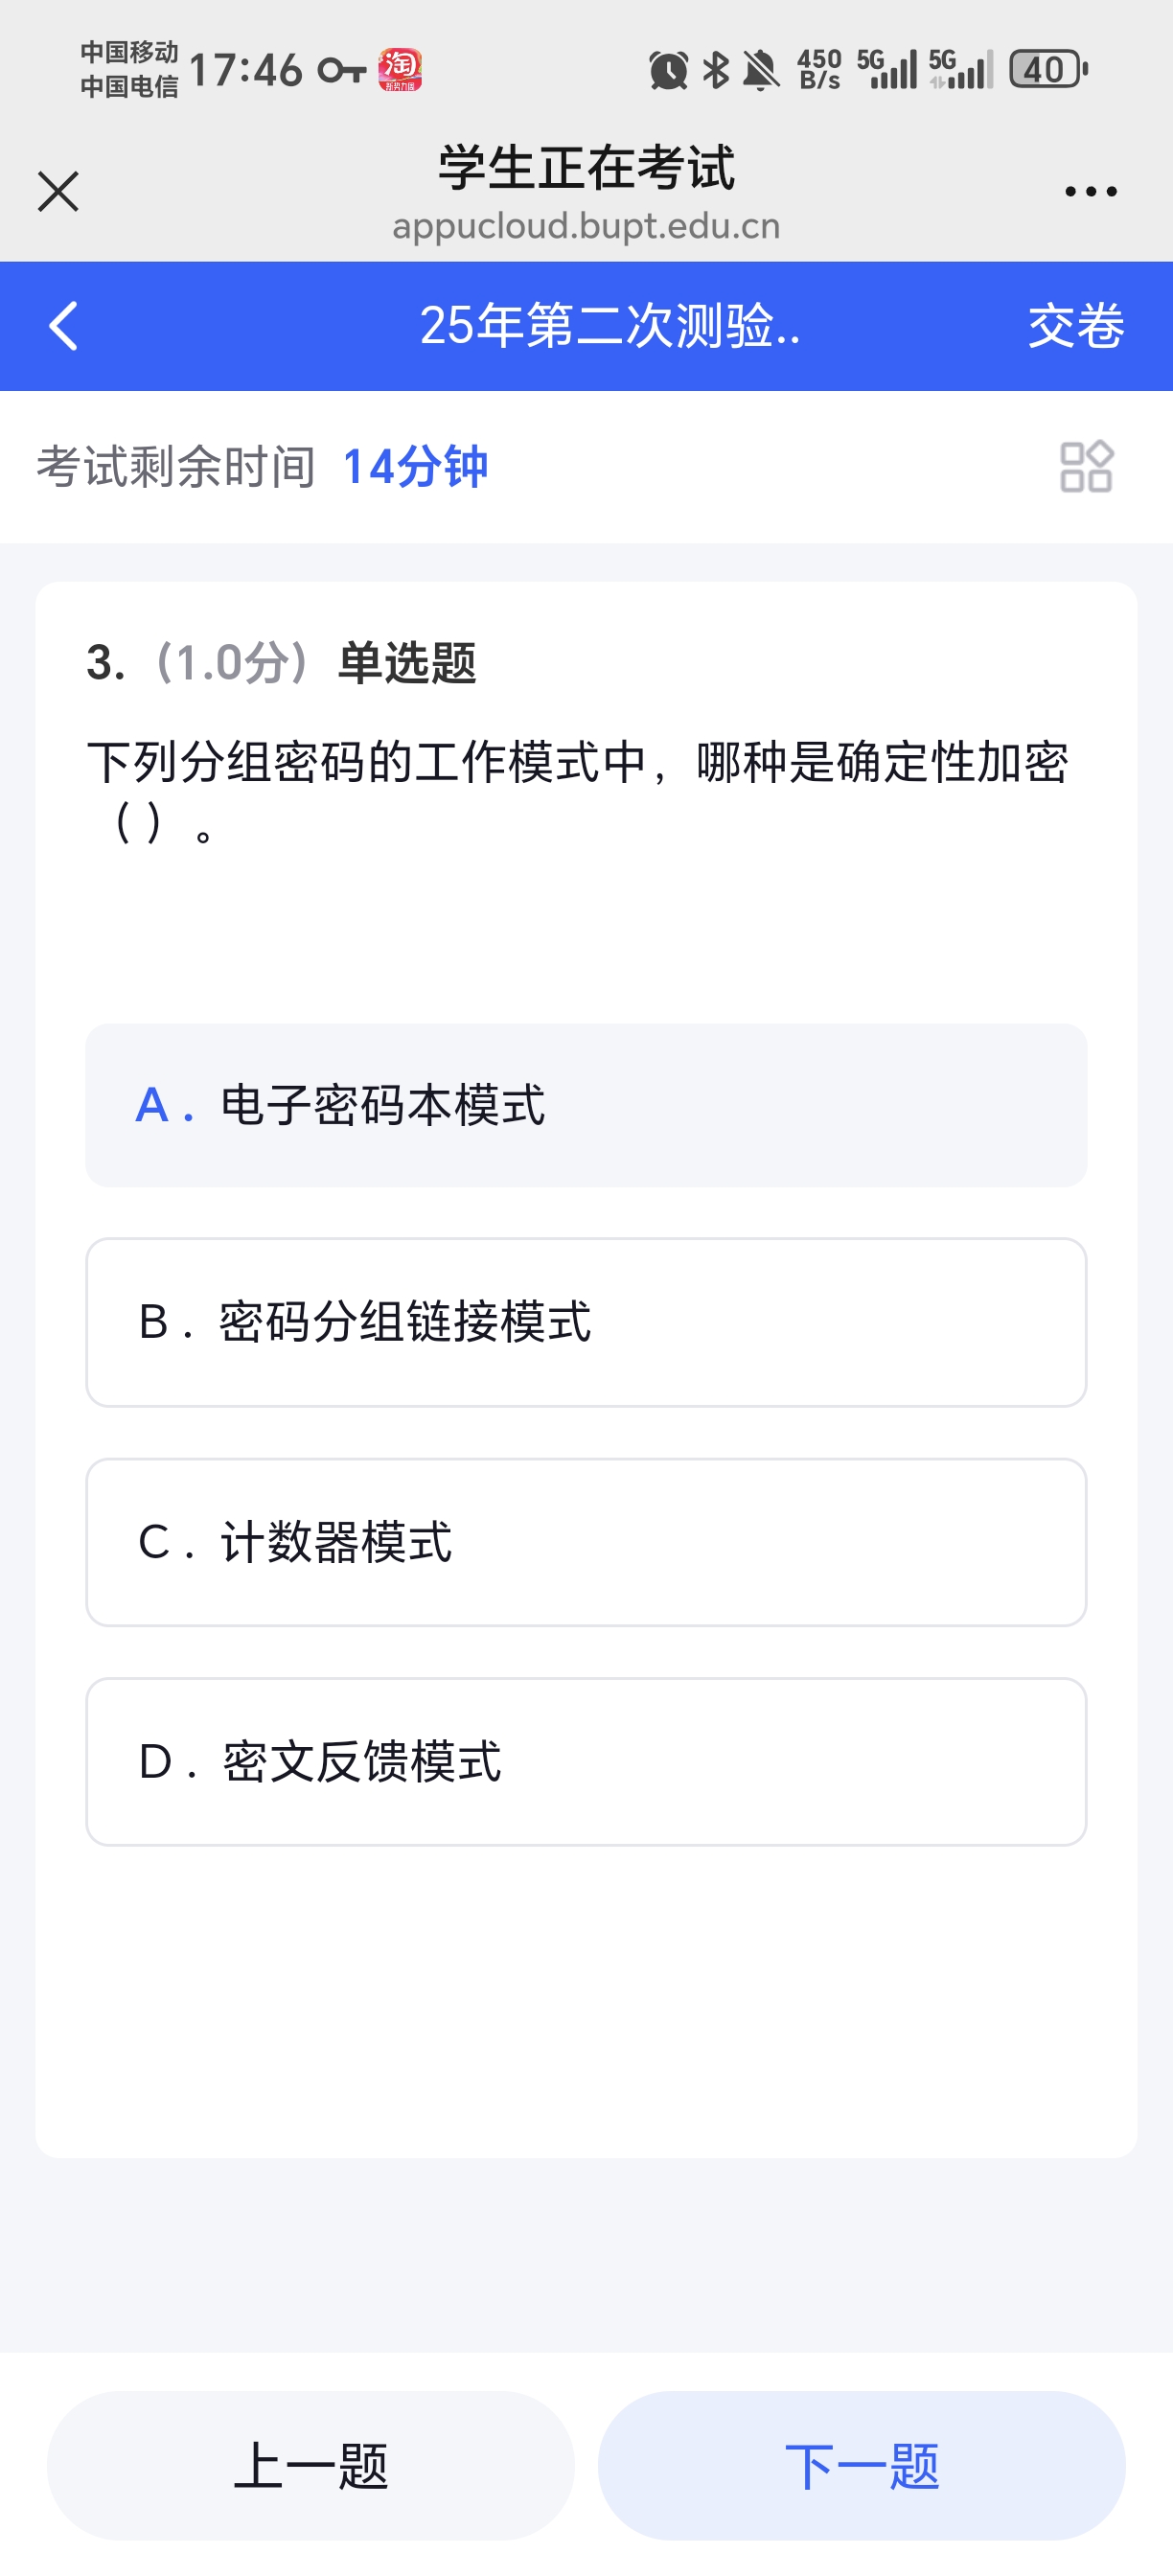 中国移动
中国电信
17:46
淘
450
B/s
5G
5G
40
学生正在考试
appucloud.bupt.edu.cn
25年第二次测验..
交卷
考试剩余时间 14分钟
3. (1.0分) 单选题
下列分组密码的工作模式中，哪种是确定性加密
（ ）。
A . 电子密码本模式
B . 密码分组链接模式
C . 计数器模式
D . 密文反馈模式
上一题
下一题